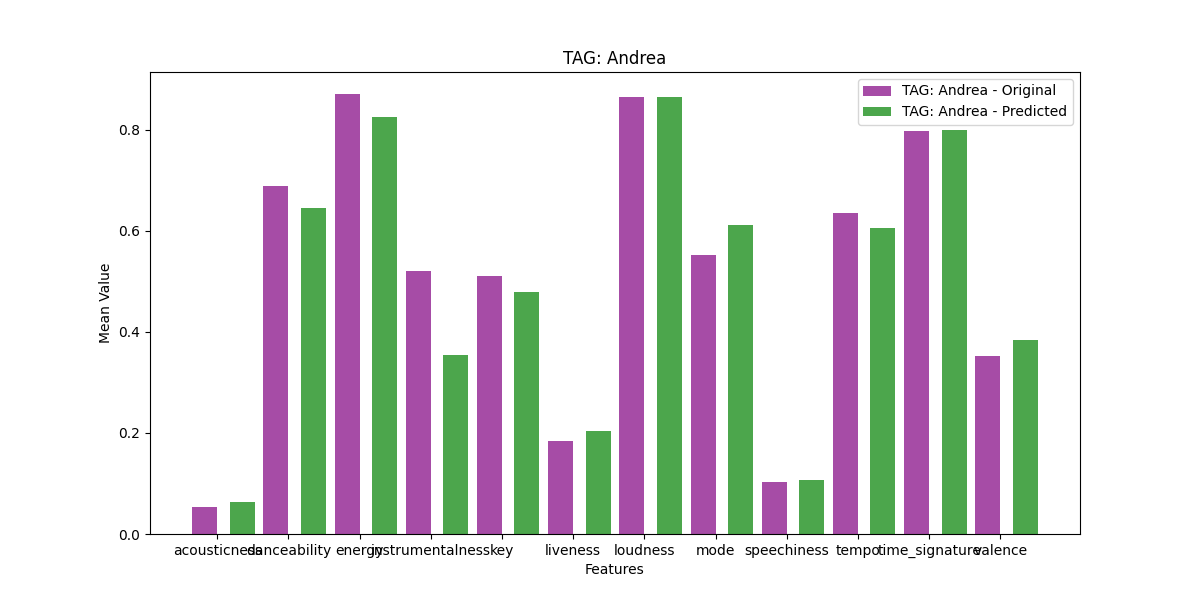 TAG: Andrea
TAG: Andrea - Original
TAG: Andrea - Predicted
Mean Value
0.8
0.6
0.4
0.2
0.0
acousticness danceability energy instrumentalness key liveness loudness mode speechiness tempo time_signature valence
Features